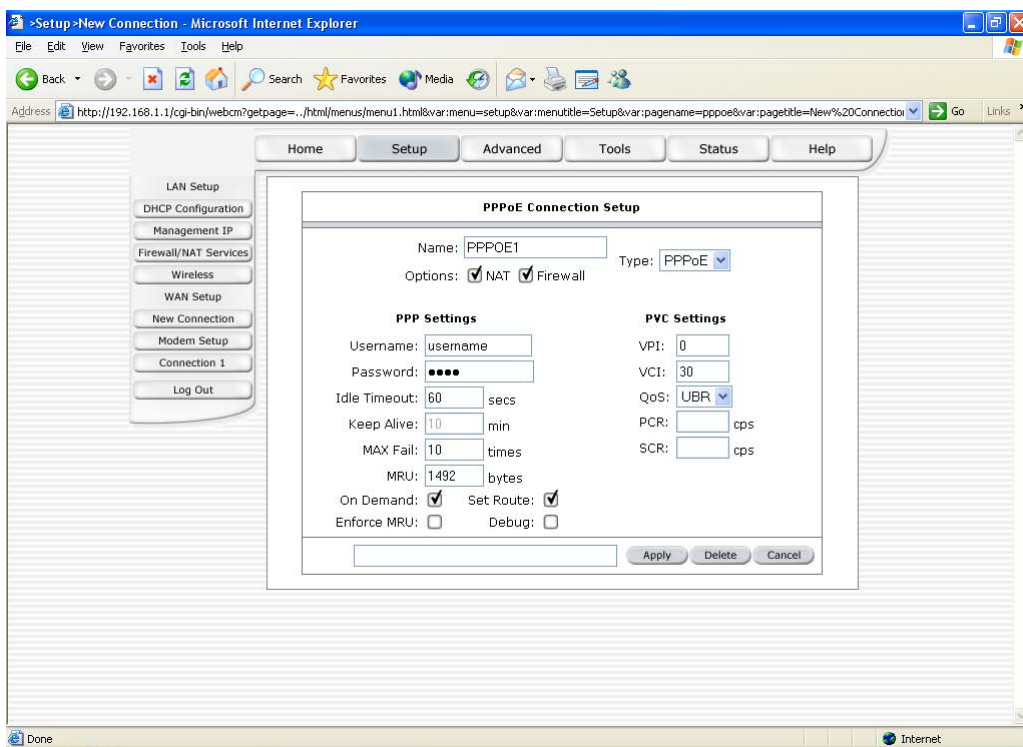 >Setup>New Connection - Microsoft Internet Explorer
File Edit View Favorites Tools Help
Back Search Favorites Media
Address http://192.168.1.1/cgi-bin/webcm?getpage=../html/menus/menu1.html&var:menu=setup&var:menutitle=Setup&var:pagename=pppoe&var:pagetitle=New%20Connection Go Links »
Home Setup Advanced Tools Status Help
LAN Setup
DHCP Configuration
Management IP
Firewall/NAT Services
Wireless
WAN Setup
New Connection
Modem Setup
Connection 1
Log Out
PPPoE Connection Setup
Name: PPPOE1
Type: PPPoE
Options: NAT Firewall
PPP Settings
Username: username
Password: ●●●●
Idle Timeout: 60 secs
Keep Alive: 10 min
MAX Fail: 10 times
MRU: 1492 bytes
On Demand: Set Route:
Enforce MRU: Debug:
PVC Settings
VPI: 0
VCI: 30
QoS: UBR
PCR: cps
SCR: cps
Apply Delete Cancel
Done Internet